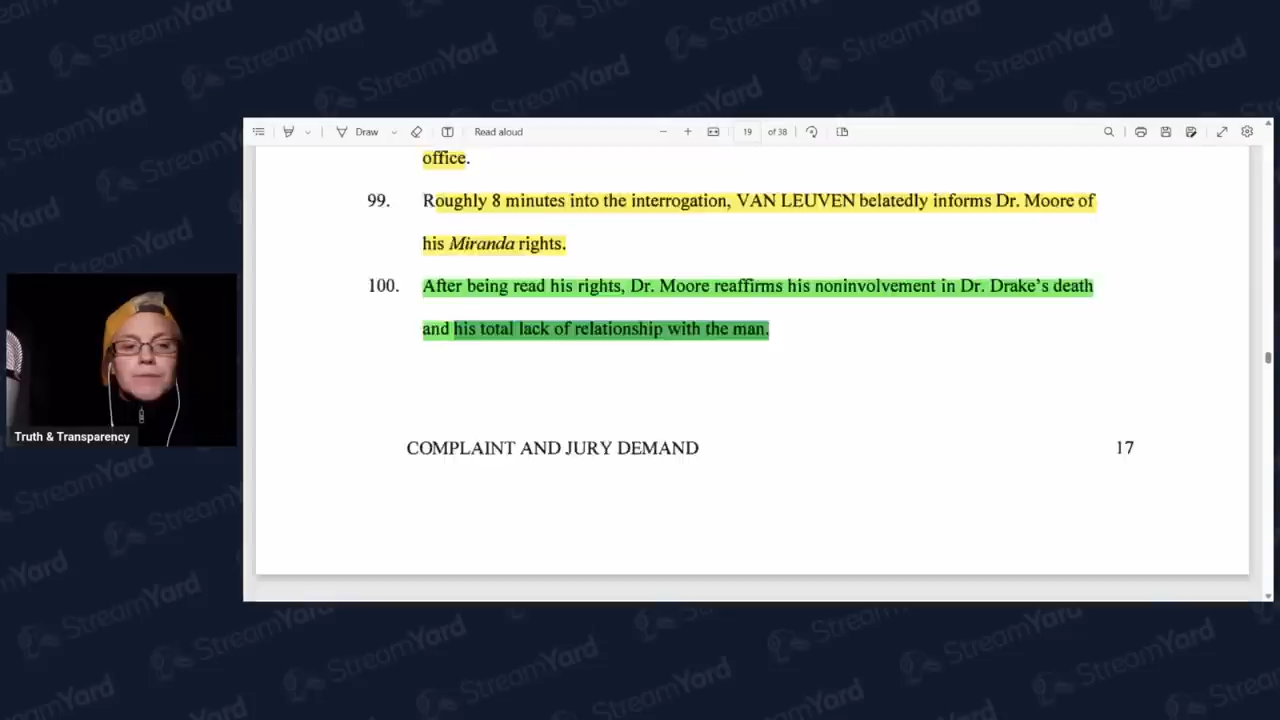 Draw
Read aloud
19 of 38
office.
99. Roughly 8 minutes into the interrogation, VAN LEUVEN belatedly informs Dr. Moore of
his Miranda rights.
100. After being read his rights, Dr. Moore reaffirms his noninvolvement in Dr. Drake's death
and his total lack of relationship with the man.
COMPLAINT AND JURY DEMAND 17
Truth & Transparency
StreamYard